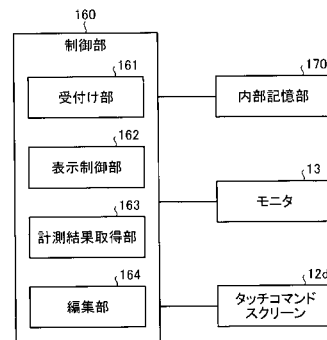 160
制御部
161
受付け部
162
表示制御部
163
計測結果取得部
164
編集部
170
内部記憶部
13
モニタ
12d
タッチコマンド
スクリーン